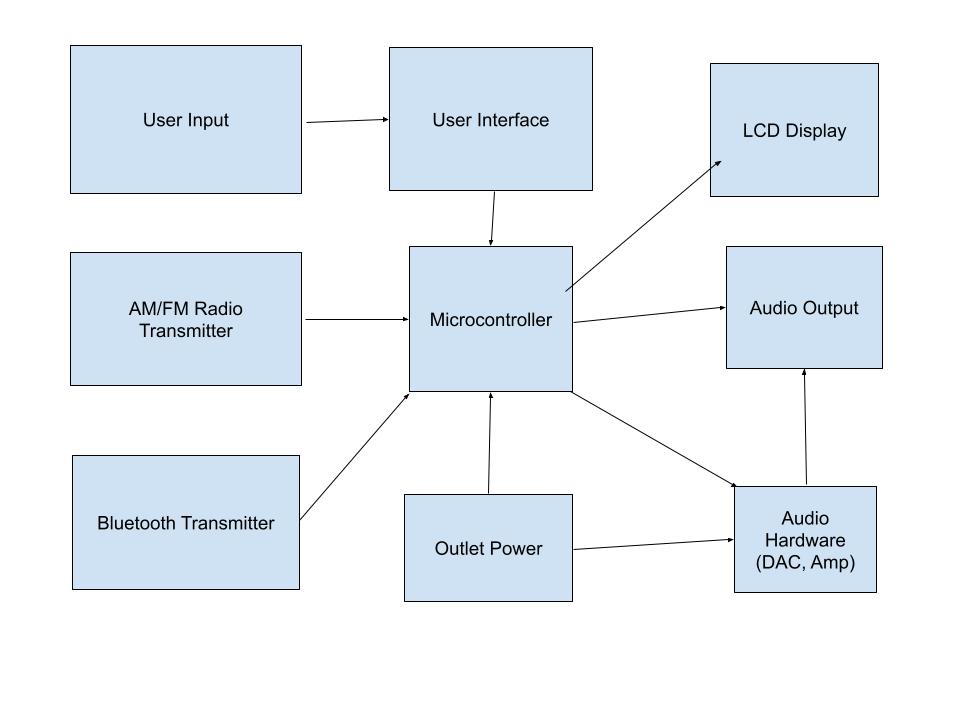 User Input
User Interface
LCD Display
AM/FM Radio
Transmitter
Microcontroller
Audio Output
Bluetooth Transmitter
Outlet Power
Audio
Hardware
(DAC, Amp)